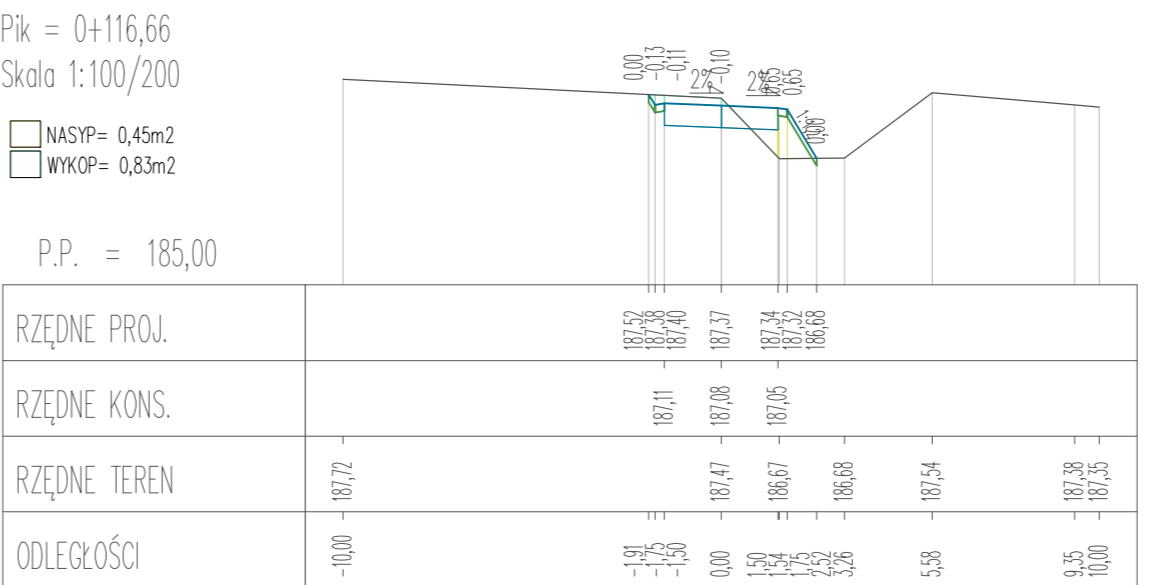 Pik = 0+116,66
Skala 1:100/200
NASYP= 0,45m2
WYKOP= 0,83m2
0,00 -0,13 -0,11 2% -0,10 2% 0,65 0,65 0,00
P.P. = 185,00
RZĘDNE PROJ. 187,52 187,38 187,40 187,37 187,34 187,32 186,68
RZĘDNE KONS. 187,11 187,08 187,05
RZĘDNE TEREN 187,72 187,47 186,67 186,68 187,54 187,38 187,35
ODLEGŁOŚCI -10,00 -1,91 -1,75 -1,50 0,00 1,50 1,54 1,75 2,52 3,26 5,58 9,35 10,00